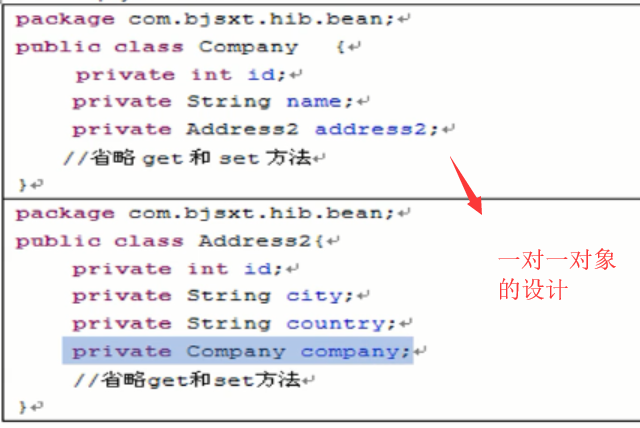 package com.bjsxt.hib.bean;
public class Company {
private int id;
private String name;
private Address2 address2;
//省略 get 和 set 方法
}
package com.bjsxt.hib.bean;
public class Address2{
private int id;
private String city;
private String country;
private Company company;
//省略get和set方法
}
一对一对象
的设计